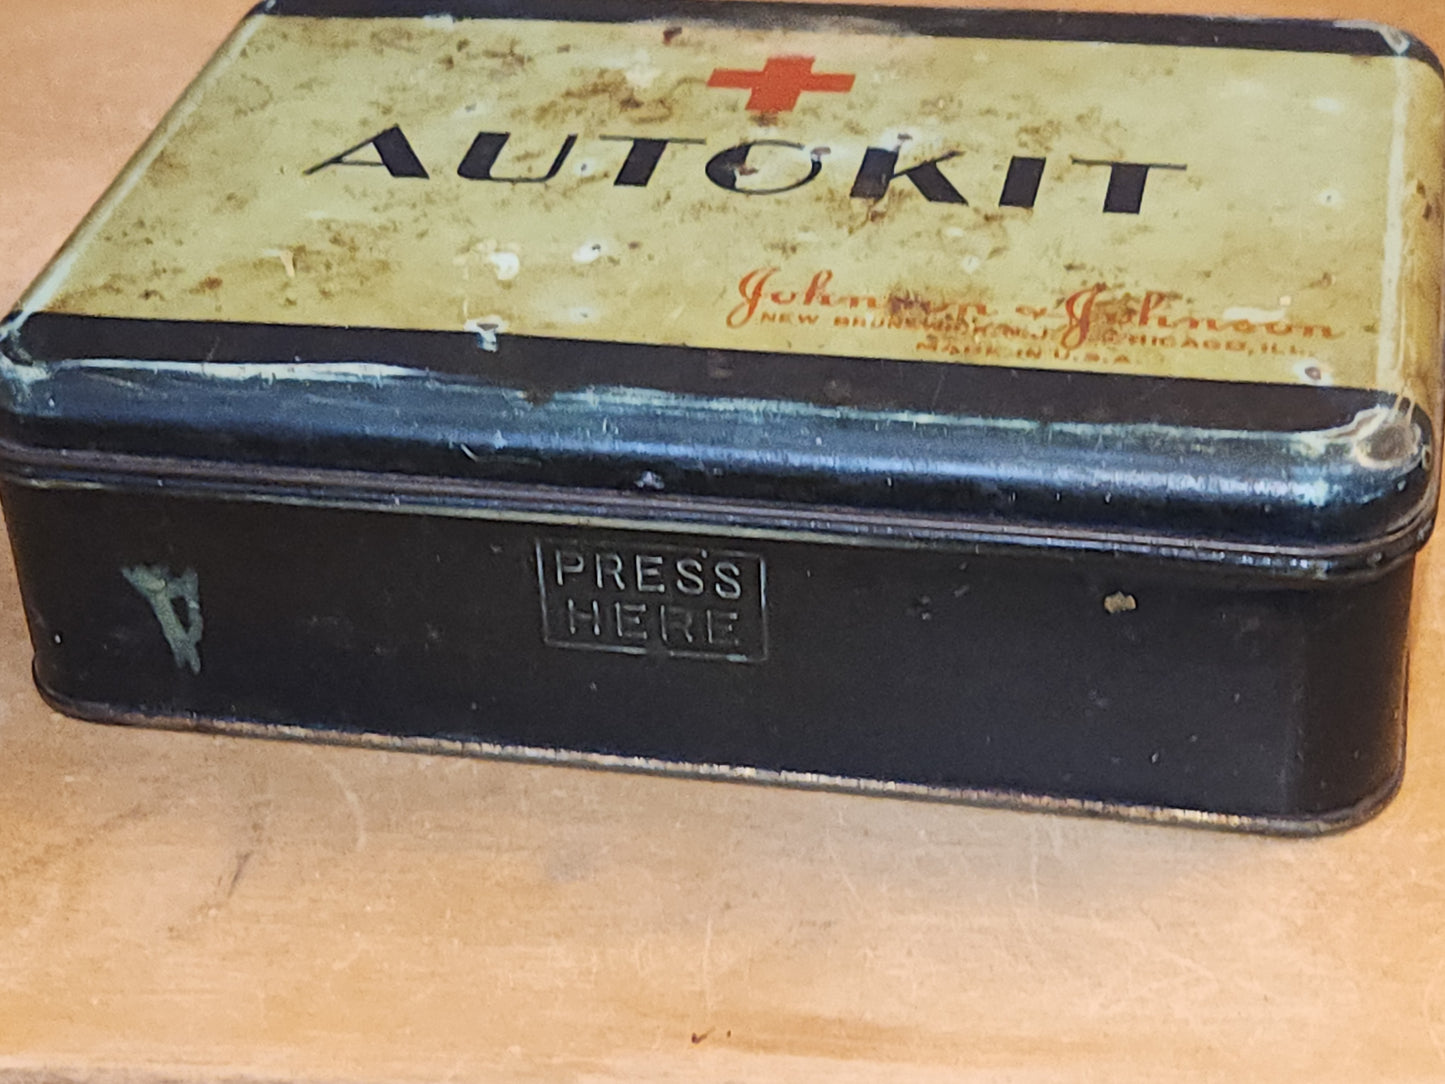 AUTOKIT
Johnson & Johnson
NEW BRUNSWICK, N.J. CHICAGO, ILL.
MADE IN U.S.A.
PRESS
HERE